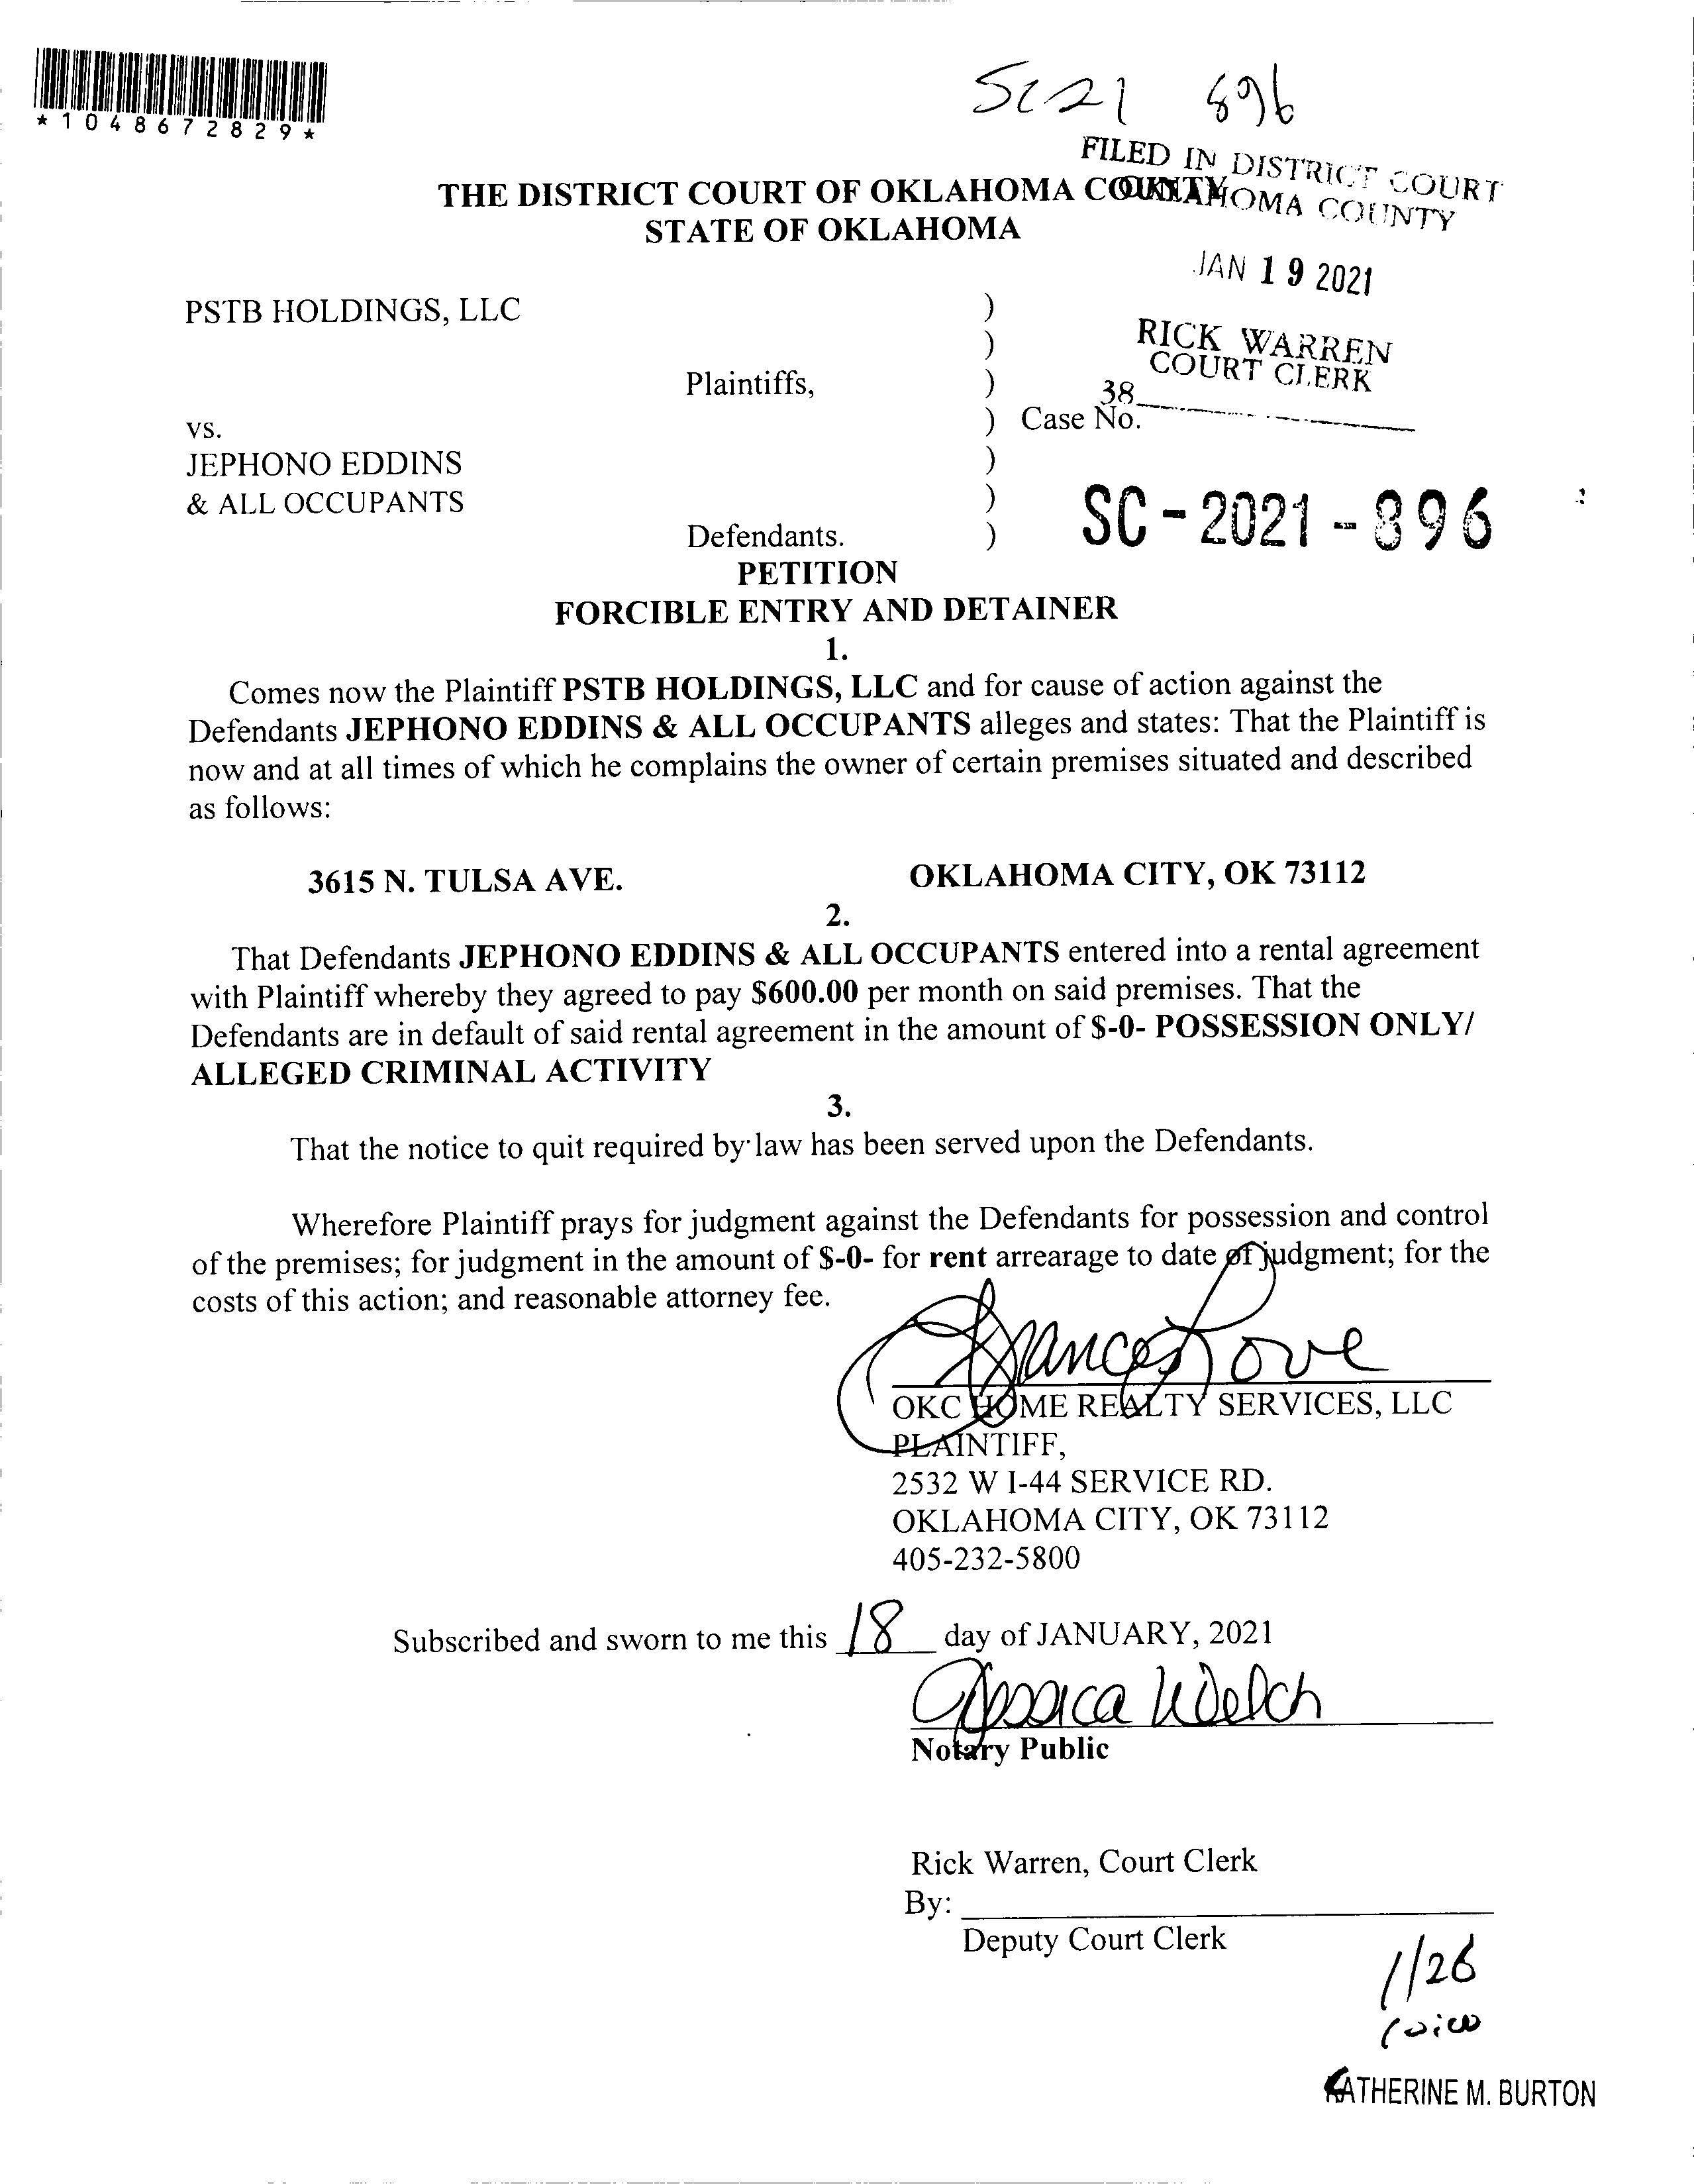 *1048672829*
SC21 896
FILED IN DISTRICT COURT
OKLAHOMA COUNTY
THE DISTRICT COURT OF OKLAHOMA COUNTY
STATE OF OKLAHOMA
JAN 19 2021
PSTB HOLDINGS, LLC )
)
RICK WARREN
COURT CLERK
Plaintiffs, )
38
vs. ) Case No.
JEPHONO EDDINS )
& ALL OCCUPANTS )
SC-2021-896
Defendants. )
PETITION
FORCIBLE ENTRY AND DETAINER
1.
Comes now the Plaintiff PSTB HOLDINGS, LLC and for cause of action against the
Defendants JEPHONO EDDINS & ALL OCCUPANTS alleges and states: That the Plaintiff is
now and at all times of which he complains the owner of certain premises situated and described
as follows:
3615 N. TULSA AVE. OKLAHOMA CITY, OK 73112
2.
That Defendants JEPHONO EDDINS & ALL OCCUPANTS entered into a rental agreement
with Plaintiff whereby they agreed to pay $600.00 per month on said premises. That the
Defendants are in default of said rental agreement in the amount of $-0- POSSESSION ONLY/
ALLEGED CRIMINAL ACTIVITY
3.
That the notice to quit required by law has been served upon the Defendants.
Wherefore Plaintiff prays for judgment against the Defendants for possession and control
of the premises; for judgment in the amount of $-0- for rent arrearage to date of judgment; for the
costs of this action; and reasonable attorney fee.
Love
OKC HOME REALTY SERVICES, LLC
PLAINTIFF,
2532 W I-44 SERVICE RD.
OKLAHOMA CITY, OK 73112
405-232-5800
Subscribed and sworn to me this 18 day of JANUARY, 2021
Jessica Welch
Notary Public
Rick Warren, Court Clerk
By:
Deputy Court Clerk
1/26
KATHERINE M. BURTON